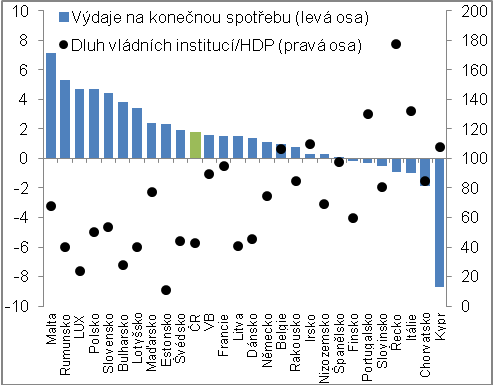 Výdaje na konečnou spotřebu (levá osa)
Dluh vládních institucí/HDP (pravá osa)
10
8
6
4
2
0
-2
-4
-6
-8
-10
200
180
160
140
120
100
80
60
40
20
0
Malta
Rumunsko
LUX
Polsko
Slovensko
Bulharsko
Lotyšsko
Maďarsko
Estonsko
Švédsko
ČR
VB
Francie
Litva
Dánsko
Německo
Belgie
Rakousko
Irsko
Nizozemsko
Španělsko
Finsko
Portugalsko
Slovinsko
Řecko
Itálie
Chorvatsko
Kypr